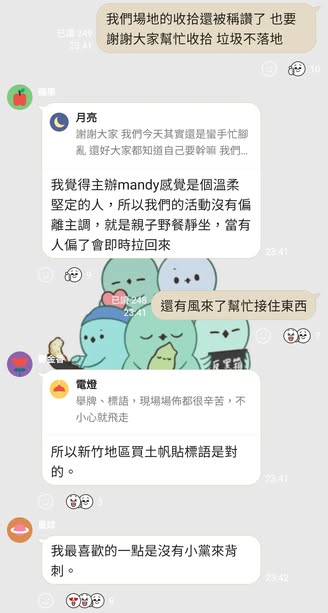 我們場地的收拾還被稱讚了 也要
謝謝大家幫忙收拾 垃圾不落地
已讀 249
23:41
10
蘋果
月亮
謝謝大家 我們今天其實還是蠻手忙腳
亂 還好大家都知道自己要幹嘛 我們...
我覺得主辦mandy感覺是個溫柔
堅定的人，所以我們的活動沒有偏
離主調，就是親子野餐靜坐，當有
人偏了會即時拉回來
23:41
9
已讀 248
23:41
還有風來了幫忙接住東西
7
電燈
舉牌、標語，現場場佈都很辛苦，不
小心就飛走
所以新竹地區買土帆貼標語是對
的。
23:41
3
星球
我最喜歡的一點是沒有小黨來背
刺。
23:42
9